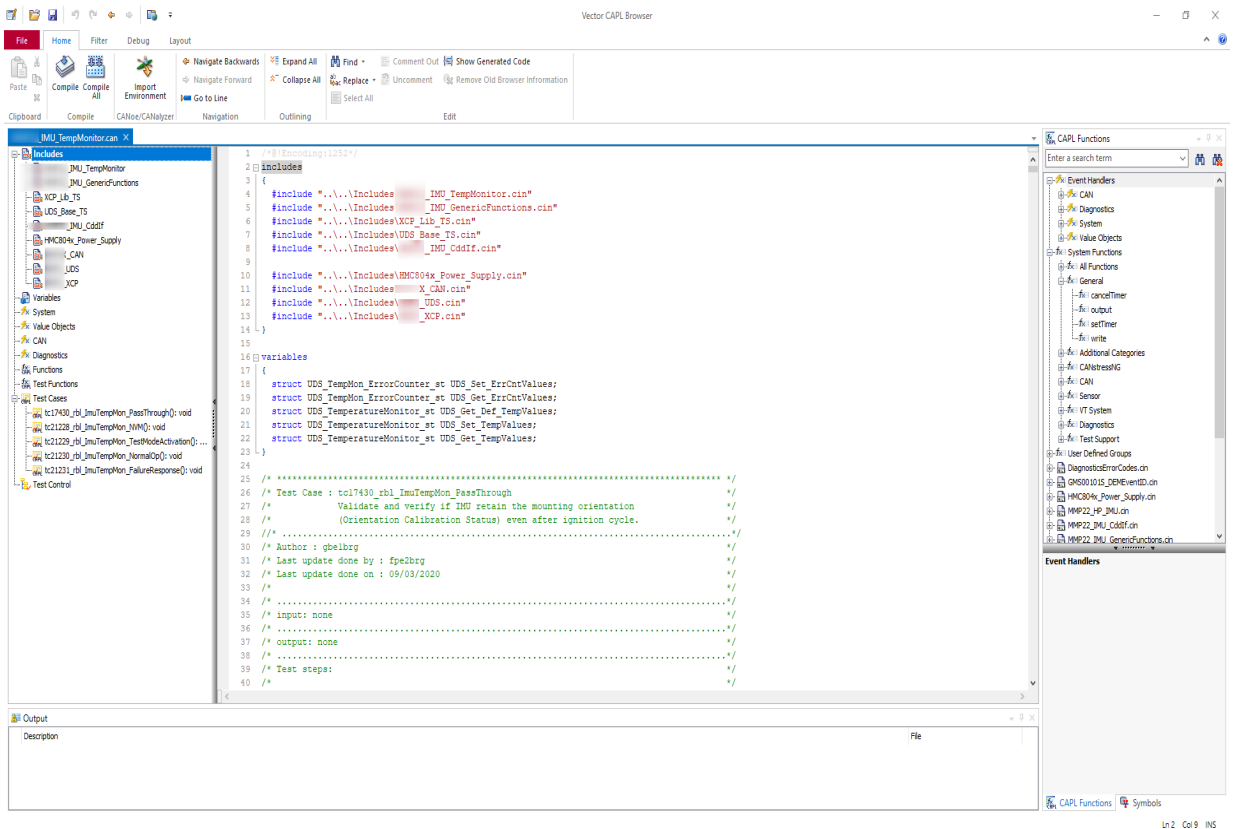 Vector CAPL Browser
File Home Filter Debug Layout
Paste
Compile
Compile All
Import Environment
Navigate Backwards
Navigate Forward
Go to Line
Expand All
Collapse All
Find
Replace
Comment Out
Uncomment
Select All
Show Generated Code
Remove Old Browser Infrormation
Clipboard Compile CANoe/CANalyzer Navigation Outlining Edit
_IMU_TempMonitor.can
Includes
_IMU_TempMonitor
_IMU_GenericFunctions
XCP_Lib_TS
UDS_Base_TS
_IMU_CddIf
HMC804x_Power_Supply
_CAN
_UDS
_XCP
Variables
System
Value Objects
CAN
Diagnostics
Functions
Test Functions
Test Cases
tc17430_rbl_ImuTempMon_PassThrough(): void
tc21228_rbl_ImuTempMon_NVM(): void
tc21229_rbl_ImuTempMon_TestModeActivation(): ...
tc21230_rbl_ImuTempMon_NormalOp(): void
tc21231_rbl_ImuTempMon_FailureResponse(): void
Test Control
1 /*@!Encoding:1252*/
2 includes
3 {
4 #include "..\..\Includes _IMU_TempMonitor.cin"
5 #include "..\..\Includes _IMU_GenericFunctions.cin"
6 #include "..\..\Includes\XCP_Lib_TS.cin"
7 #include "..\..\Includes\UDS_Base_TS.cin"
8 #include "..\..\Includes\ _IMU_CddIf.cin"
9
10 #include "..\..\Includes\HMC804x_Power_Supply.cin"
11 #include "..\..\Includes X_CAN.cin"
12 #include "..\..\Includes\ _UDS.cin"
13 #include "..\..\Includes\ _XCP.cin"
14 }
15
16 variables
17 {
18 struct UDS_TempMon_ErrorCounter_st UDS_Set_ErrCntValues;
19 struct UDS_TempMon_ErrorCounter_st UDS_Get_ErrCntValues;
20 struct UDS_TemperatureMonitor_st UDS_Get_Def_TempValues;
21 struct UDS_TemperatureMonitor_st UDS_Set_TempValues;
22 struct UDS_TemperatureMonitor_st UDS_Get_TempValues;
23 }
24
25 /* ************************************************************************** */
26 /* Test Case : tc17430_rbl_ImuTempMon_PassThrough */
27 /* Validate and verify if IMU retain the mounting orientation */
28 /* (Orientation Calibration Status) even after ignition cycle. */
29 //* .........................................................................*/
30 /* Author : gbe1brg */
31 /* Last update done by : fpe2brg */
32 /* Last update done on : 09/03/2020 */
33 /* */
34 /* .........................................................................*/
35 /* input: none */
36 /* .........................................................................*/
37 /* output: none */
38 /* .........................................................................*/
39 /* Test steps: */
40 /* */
CAPL Functions
Enter a search term
Event Handlers
CAN
Diagnostics
System
Value Objects
System Functions
All Functions
General
cancelTimer
output
setTimer
write
Additional Categories
CANstressNG
CAN
Sensor
VT System
Diagnostics
Test Support
User Defined Groups
DiagnosticsErrorCodes.cin
GMS00101S_DEMEventID.cin
HMC804x_Power_Supply.cin
MMP22_HP_IMU.cin
MMP22_IMU_CddIf.cin
MMP22_IMU_GenericFunctions.cin
Event Handlers
CAPL Functions Symbols
Output
Description File
Ln 2 Col 9 INS